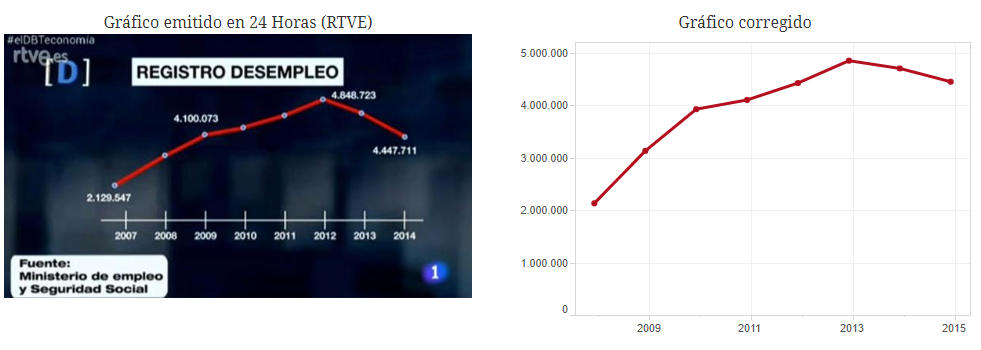 Gráfico emitido en 24 Horas (RTVE)
#elDBTeconomía
rtve.es
[D]
REGISTRO DESEMPLEO
4.848.723
4.100.073
4.447.711
2.129.547
2007 2008 2009 2010 2011 2012 2013 2014
Fuente:
Ministerio de empleo
y Seguridad Social
1
Gráfico corregido
5.000.000
4.000.000
3.000.000
2.000.000
1.000.000
0
2009 2011 2013 2015